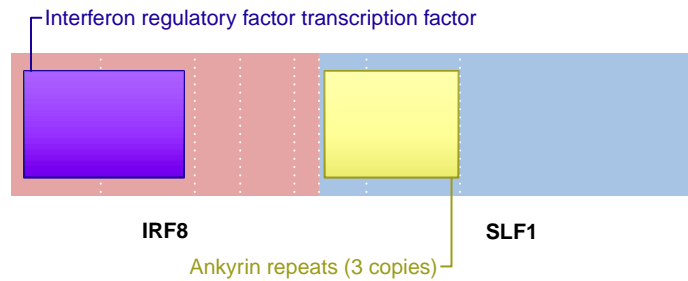 Interferon regulatory factor transcription factor
IRF8
SLF1
Ankyrin repeats (3 copies)